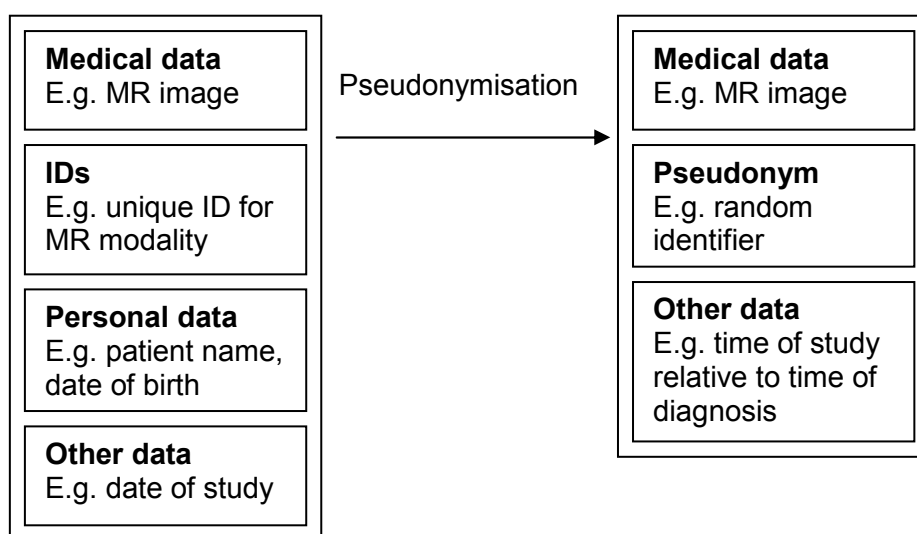 Medical data
E.g. MR image
IDs
E.g. unique ID for
MR modality
Personal data
E.g. patient name,
date of birth
Other data
E.g. date of study
Pseudonymisation
Medical data
E.g. MR image
Pseudonym
E.g. random
identifier
Other data
E.g. time of study
relative to time of
diagnosis